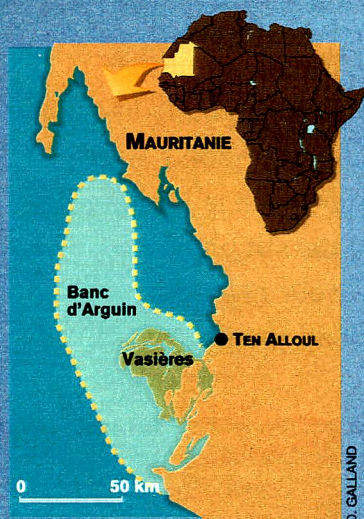 MAURITANIE
Banc
d'Arguin
TEN ALLOUL
Vasières
0 50 km
D. GALLAND